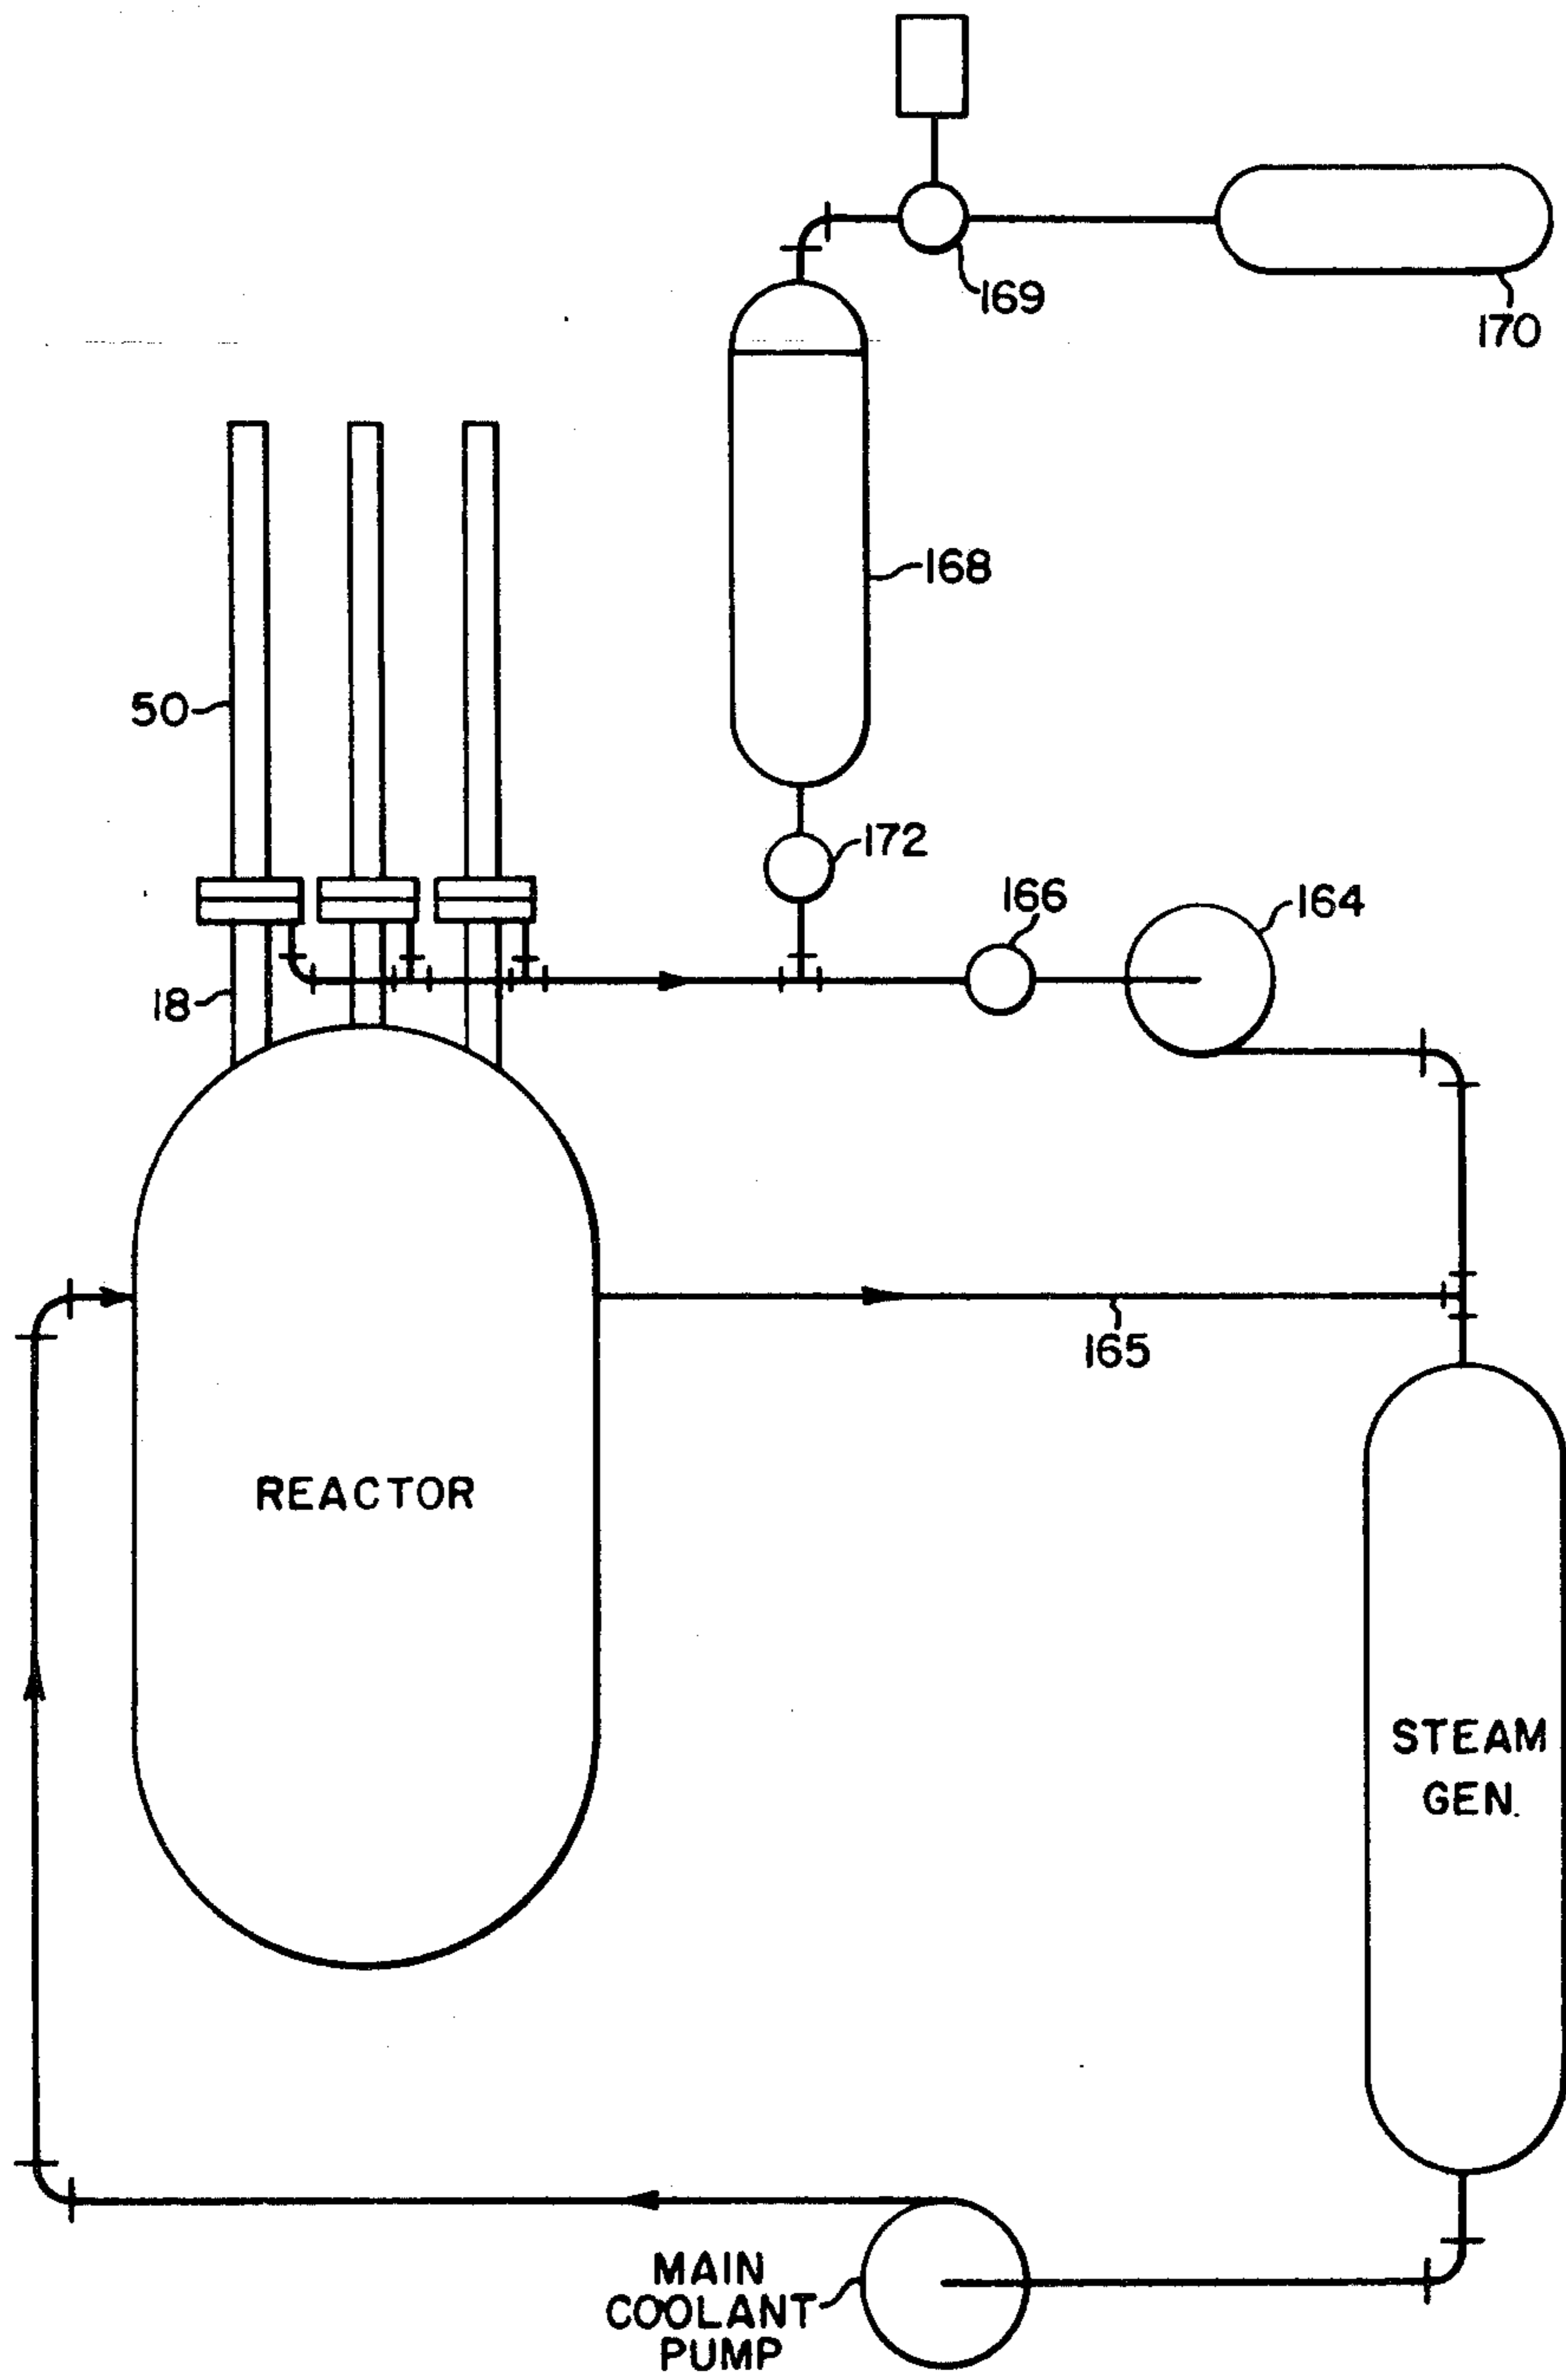 169
170
168
50
172
166
164
18
165
REACTOR
STEAM
GEN.
MAIN
COOLANT
PUMP